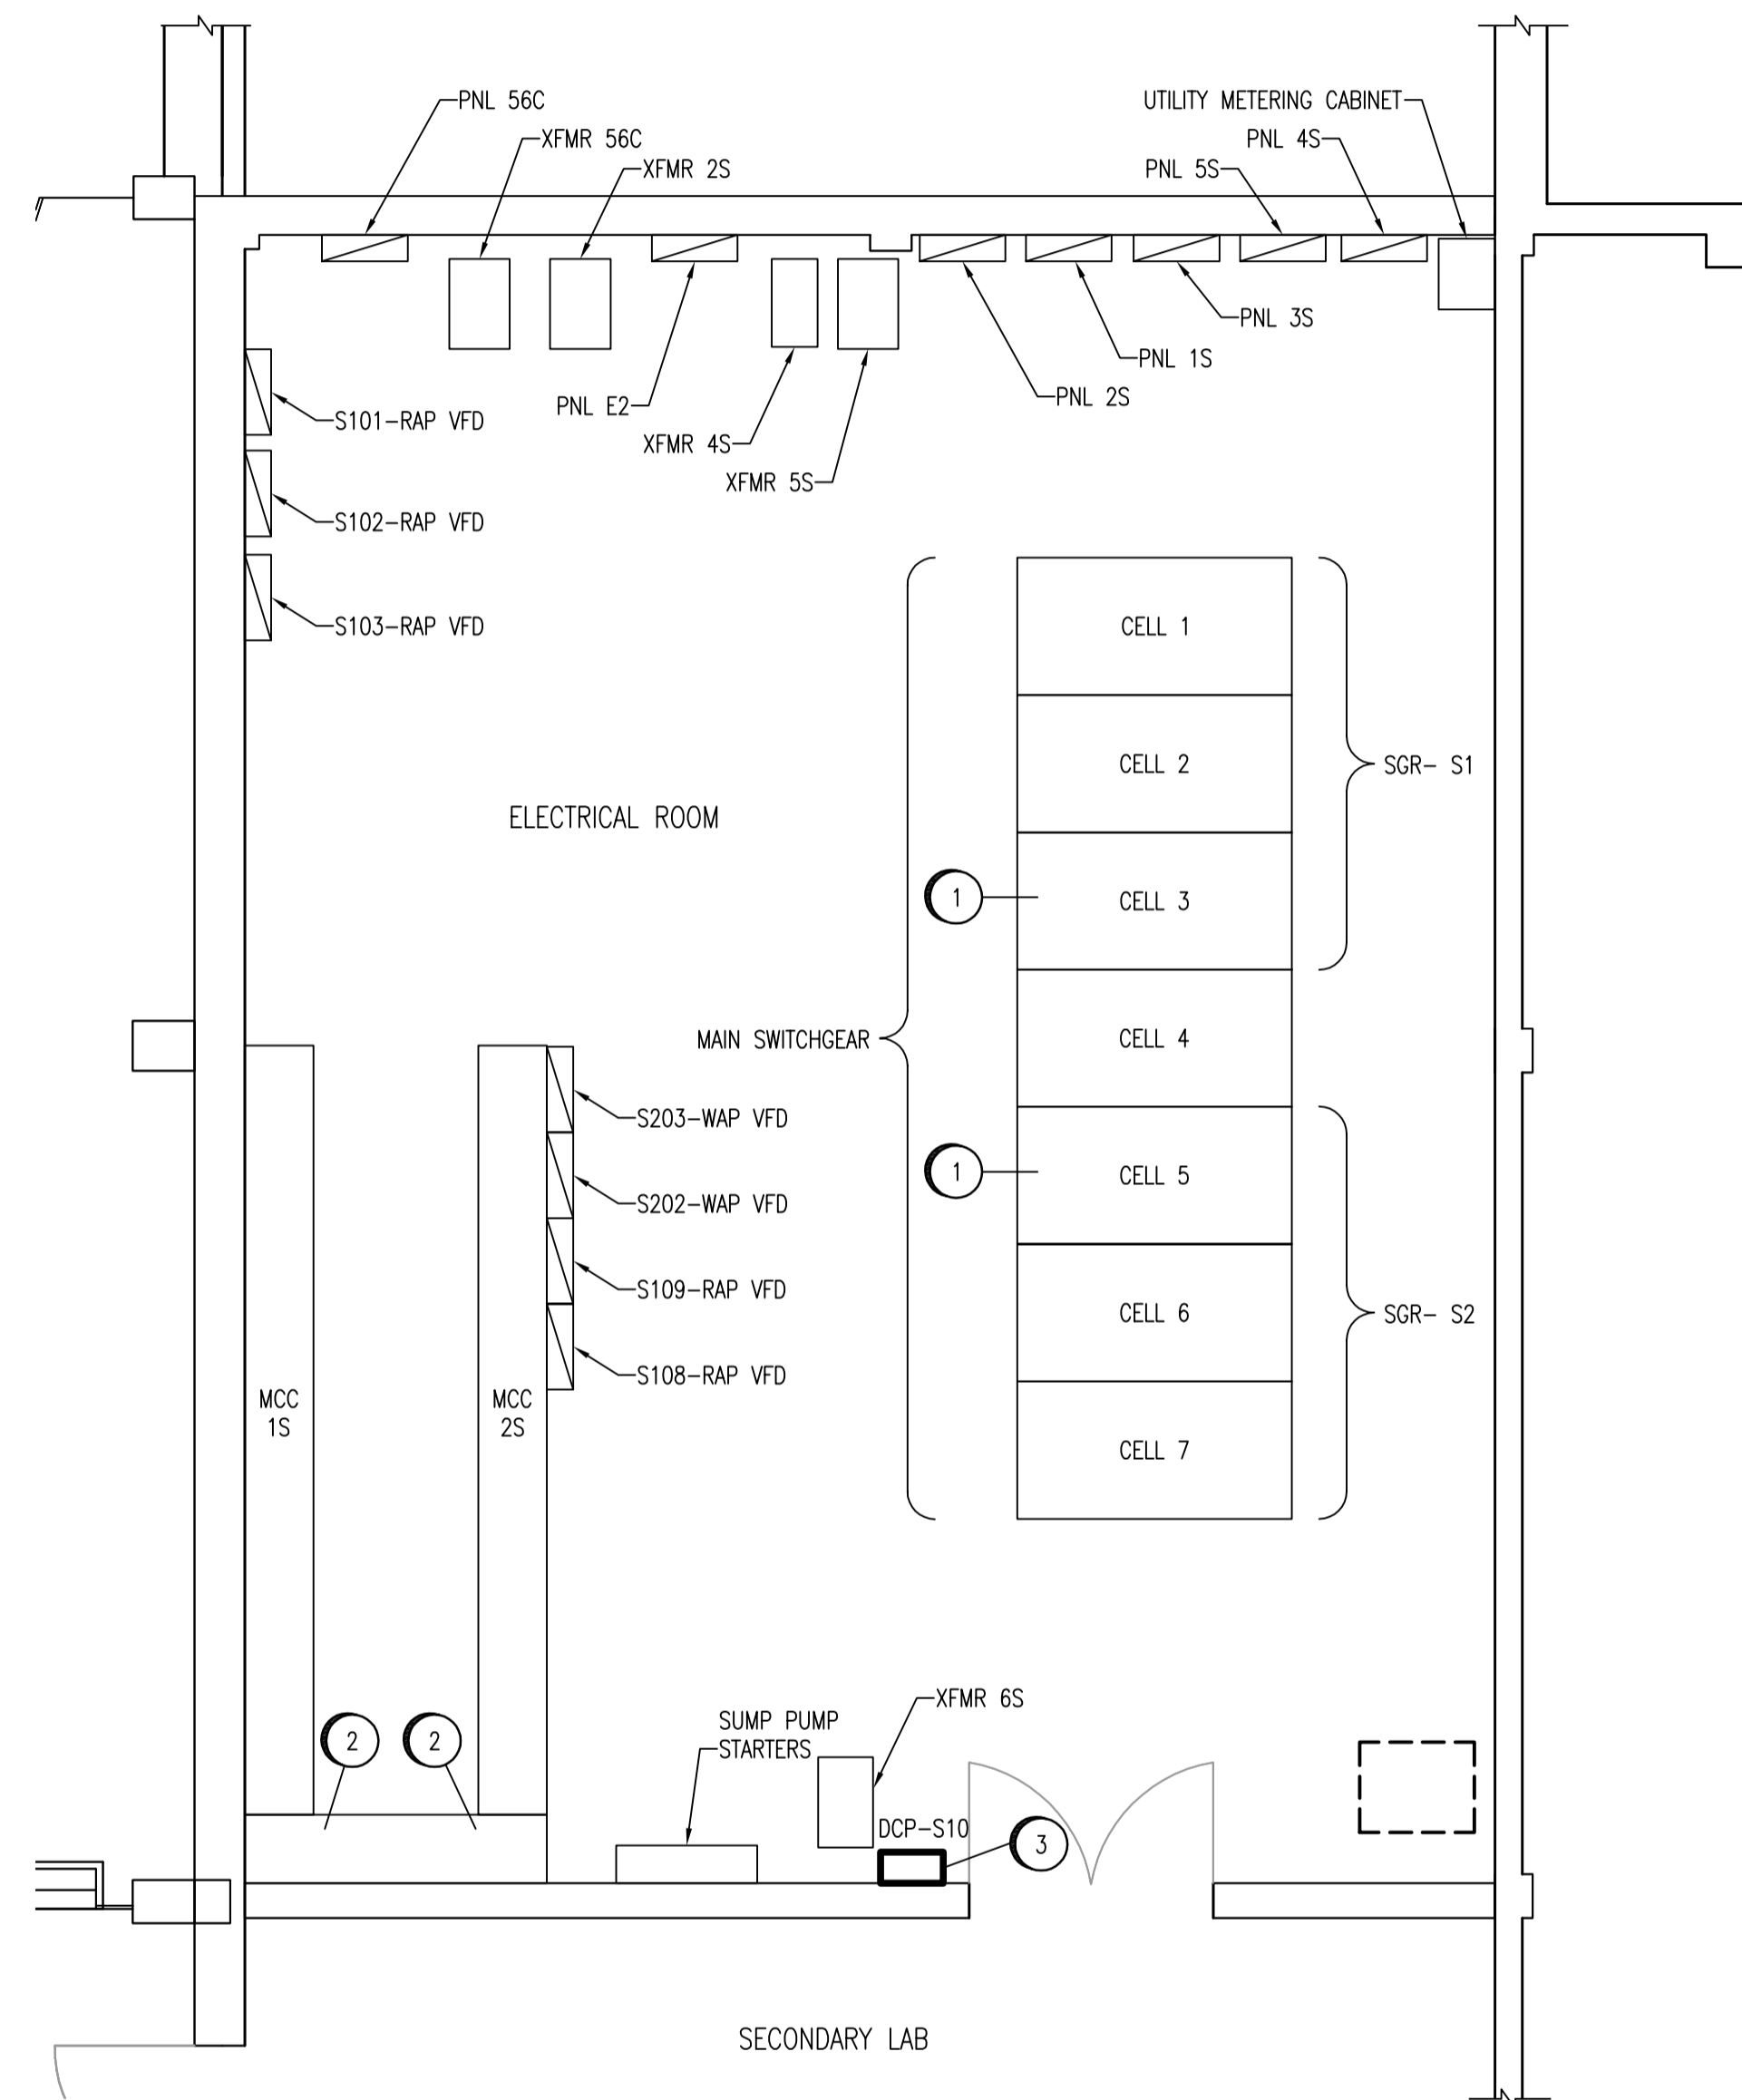 PNL 56C
UTILITY METERING CABINET
XFMR 56C
PNL 4S
XFMR 2S
PNL 5S
PNL 3S
PNL 1S
PNL 2S
PNL E2
S101-RAP VFD
XFMR 4S
XFMR 5S
S102-RAP VFD
S103-RAP VFD
CELL 1
CELL 2
SGR- S1
ELECTRICAL ROOM
1
CELL 3
MAIN SWITCHGEAR
CELL 4
S203-WAP VFD
1
CELL 5
S202-WAP VFD
S109-RAP VFD
CELL 6
SGR- S2
S108-RAP VFD
MCC
1S
MCC
2S
CELL 7
XFMR 6S
SUMP PUMP
STARTERS
2
2
DCP-S10
3
SECONDARY LAB